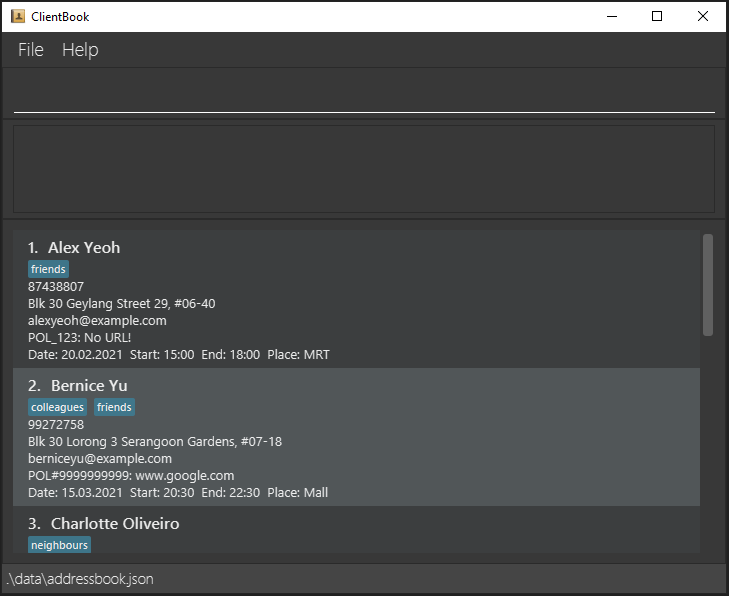 ClientBook
File Help
1. Alex Yeoh
friends
87438807
Blk 30 Geylang Street 29, #06-40
alexyeoh@example.com
POL_123: No URL!
Date: 20.02.2021 Start: 15:00 End: 18:00 Place: MRT
2. Bernice Yu
colleagues friends
99272758
Blk 30 Lorong 3 Serangoon Gardens, #07-18
berniceyu@example.com
POL#9999999999: www.google.com
Date: 15.03.2021 Start: 20:30 End: 22:30 Place: Mall
3. Charlotte Oliveiro
neighbours
.\data\addressbook.json